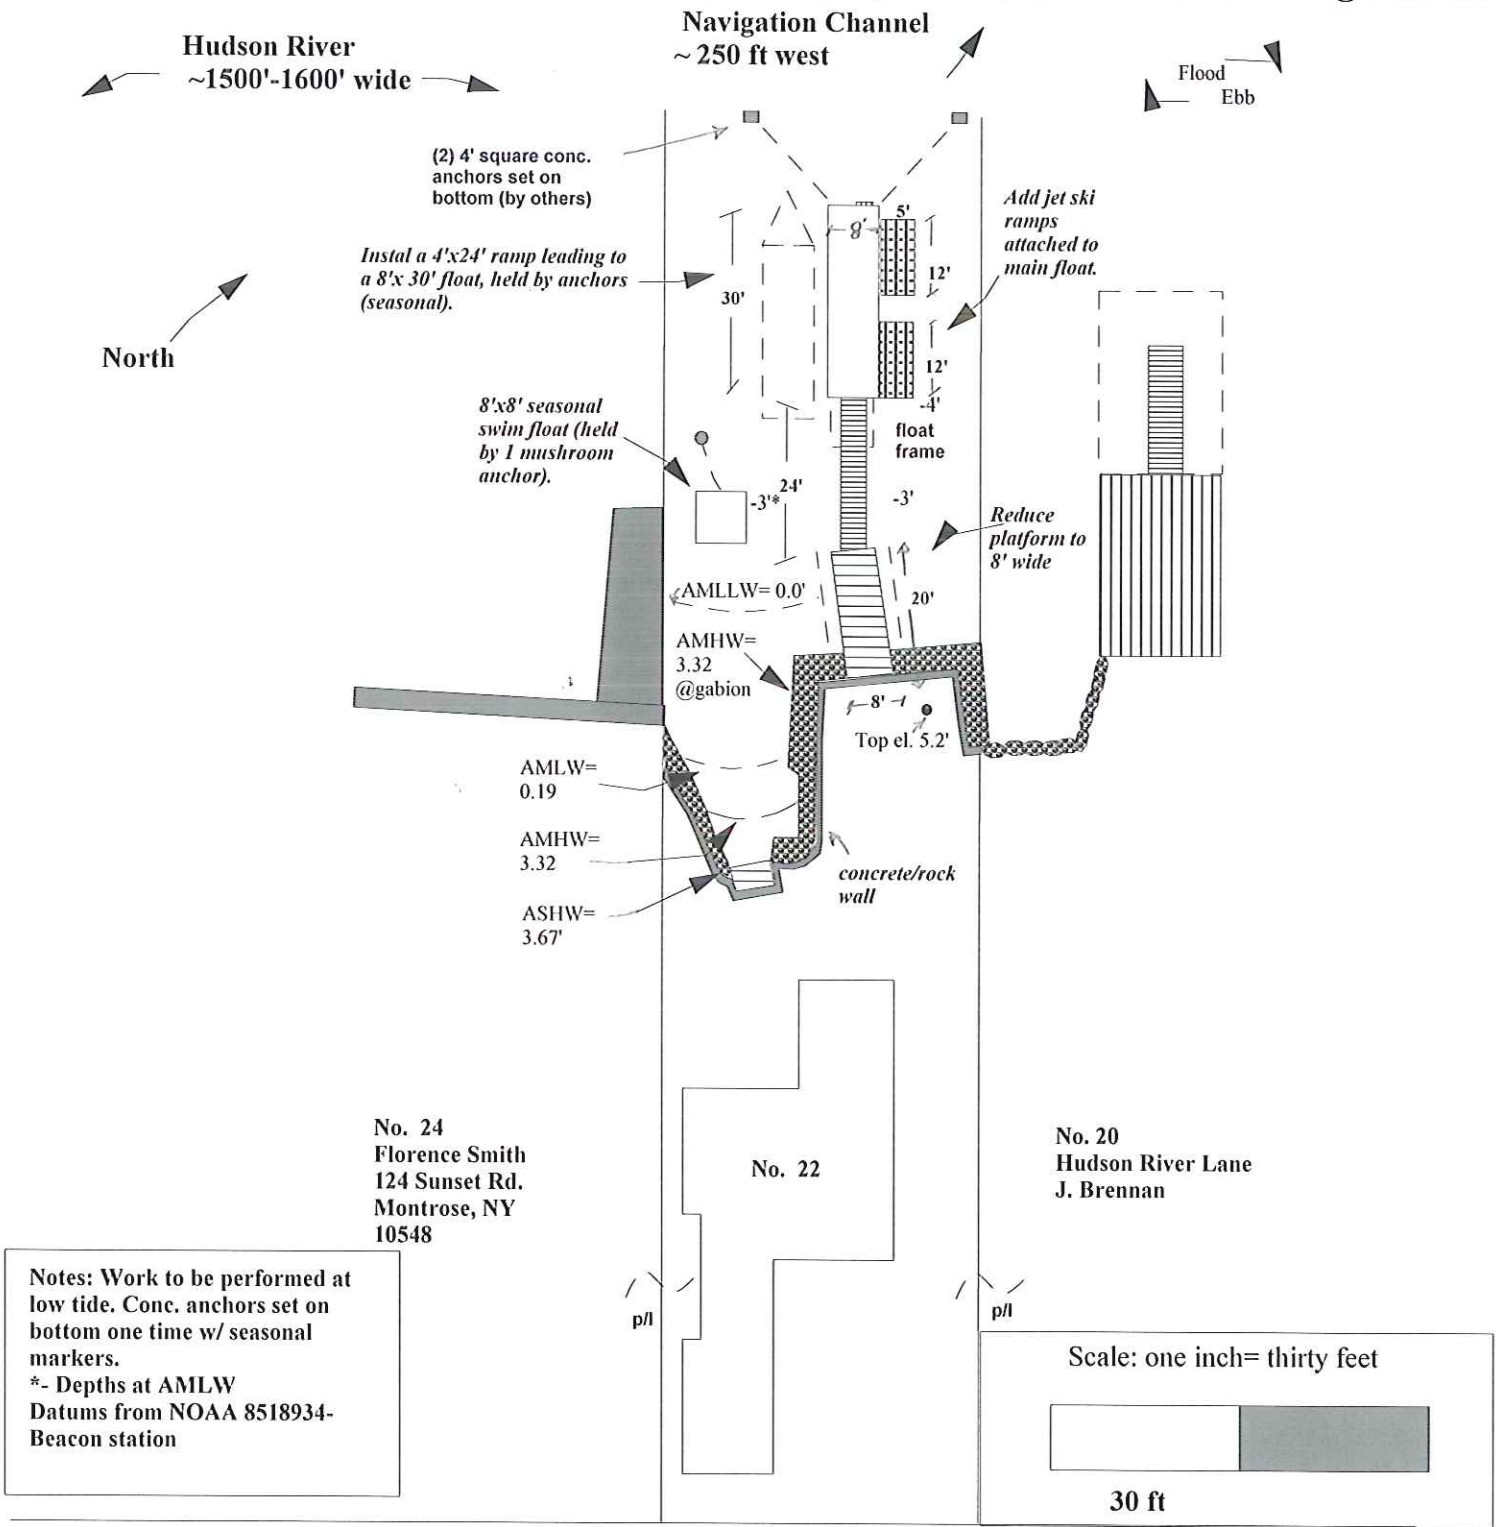 Navigation Channel
~ 250 ft west
Hudson River
~1500'-1600' wide
Flood
Ebb
(2) 4' square conc.
anchors set on
bottom (by others)
Add jet ski
ramps
attached to
main float.
5'
8'
Instal a 4'x24' ramp leading to
a 8'x 30' float, held by anchors
(seasonal).
30'
12'
North
12'
-4'
8'x8' seasonal
swim float (held
by 1 mushroom
anchor).
float
frame
24'
-3'*
-3'
Reduce
platform to
8' wide
AMLLW= 0.0'
20'
AMHW=
3.32
@gabion
8'
Top el. 5.2'
AMLW=
0.19
AMHW=
3.32
concrete/rock
wall
ASHW=
3.67'
No. 24
Florence Smith
124 Sunset Rd.
Montrose, NY
10548
No. 22
No. 20
Hudson River Lane
J. Brennan
p/l
p/l
Notes: Work to be performed at
low tide. Conc. anchors set on
bottom one time w/ seasonal
markers.
*- Depths at AMLW
Datums from NOAA 8518934-
Beacon station
Scale: one inch= thirty feet
30 ft